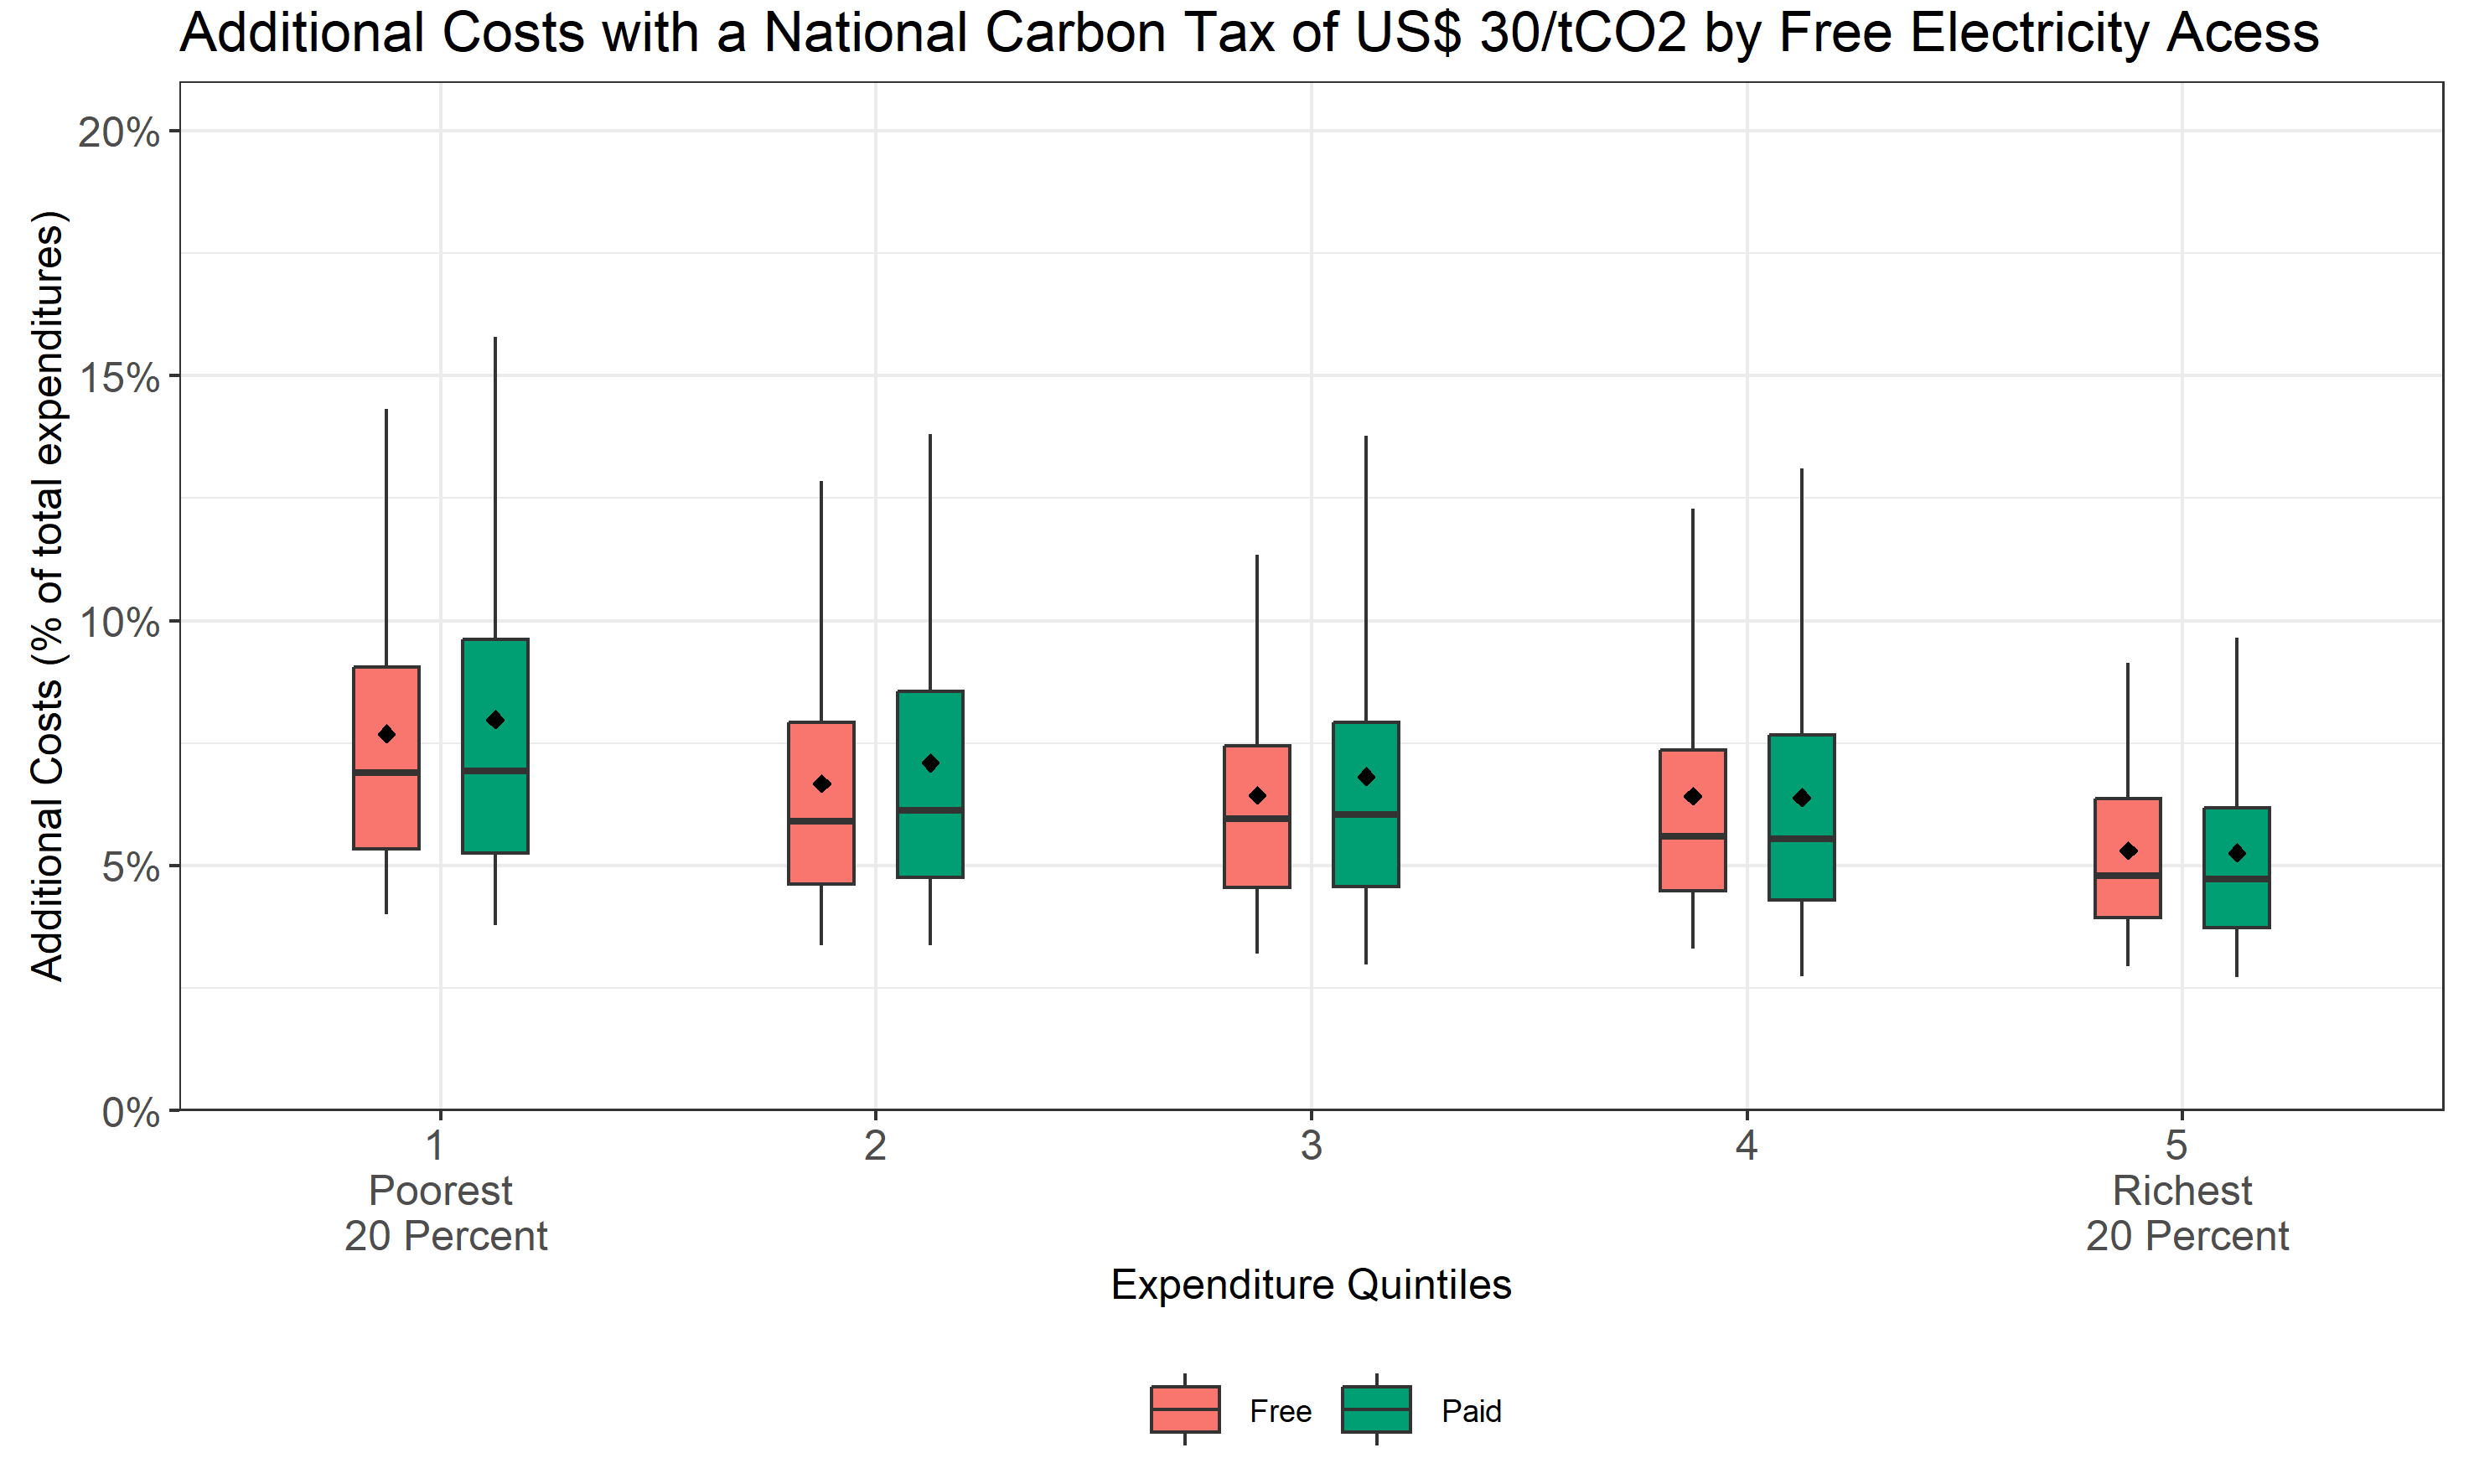 Additional Costs with a National Carbon Tax of US$ 30/tCO2 by Free Electricity Acess
Additional Costs (% of total expenditures)
20%
15%
10%
5%
0%
1
Poorest
20 Percent
2
3
4
5
Richest
20 Percent
Expenditure Quintiles
Free
Paid